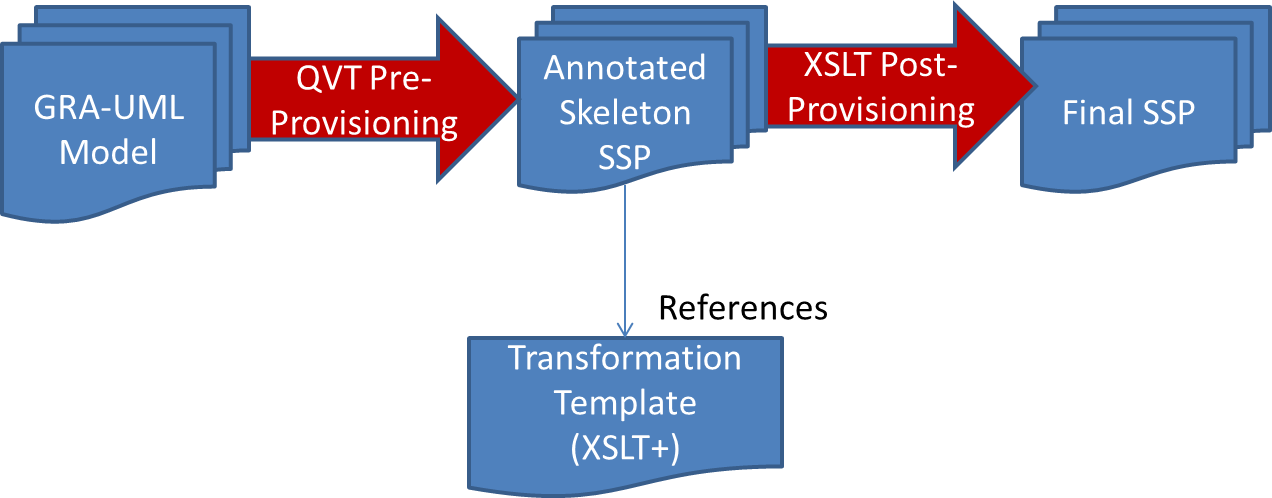 GRA-UML
Model
QVT Pre-
Provisioning
Annotated
Skeleton
SSP
XSLT Post-
Provisioning
Final SSP
References
Transformation
Template
(XSLT+)